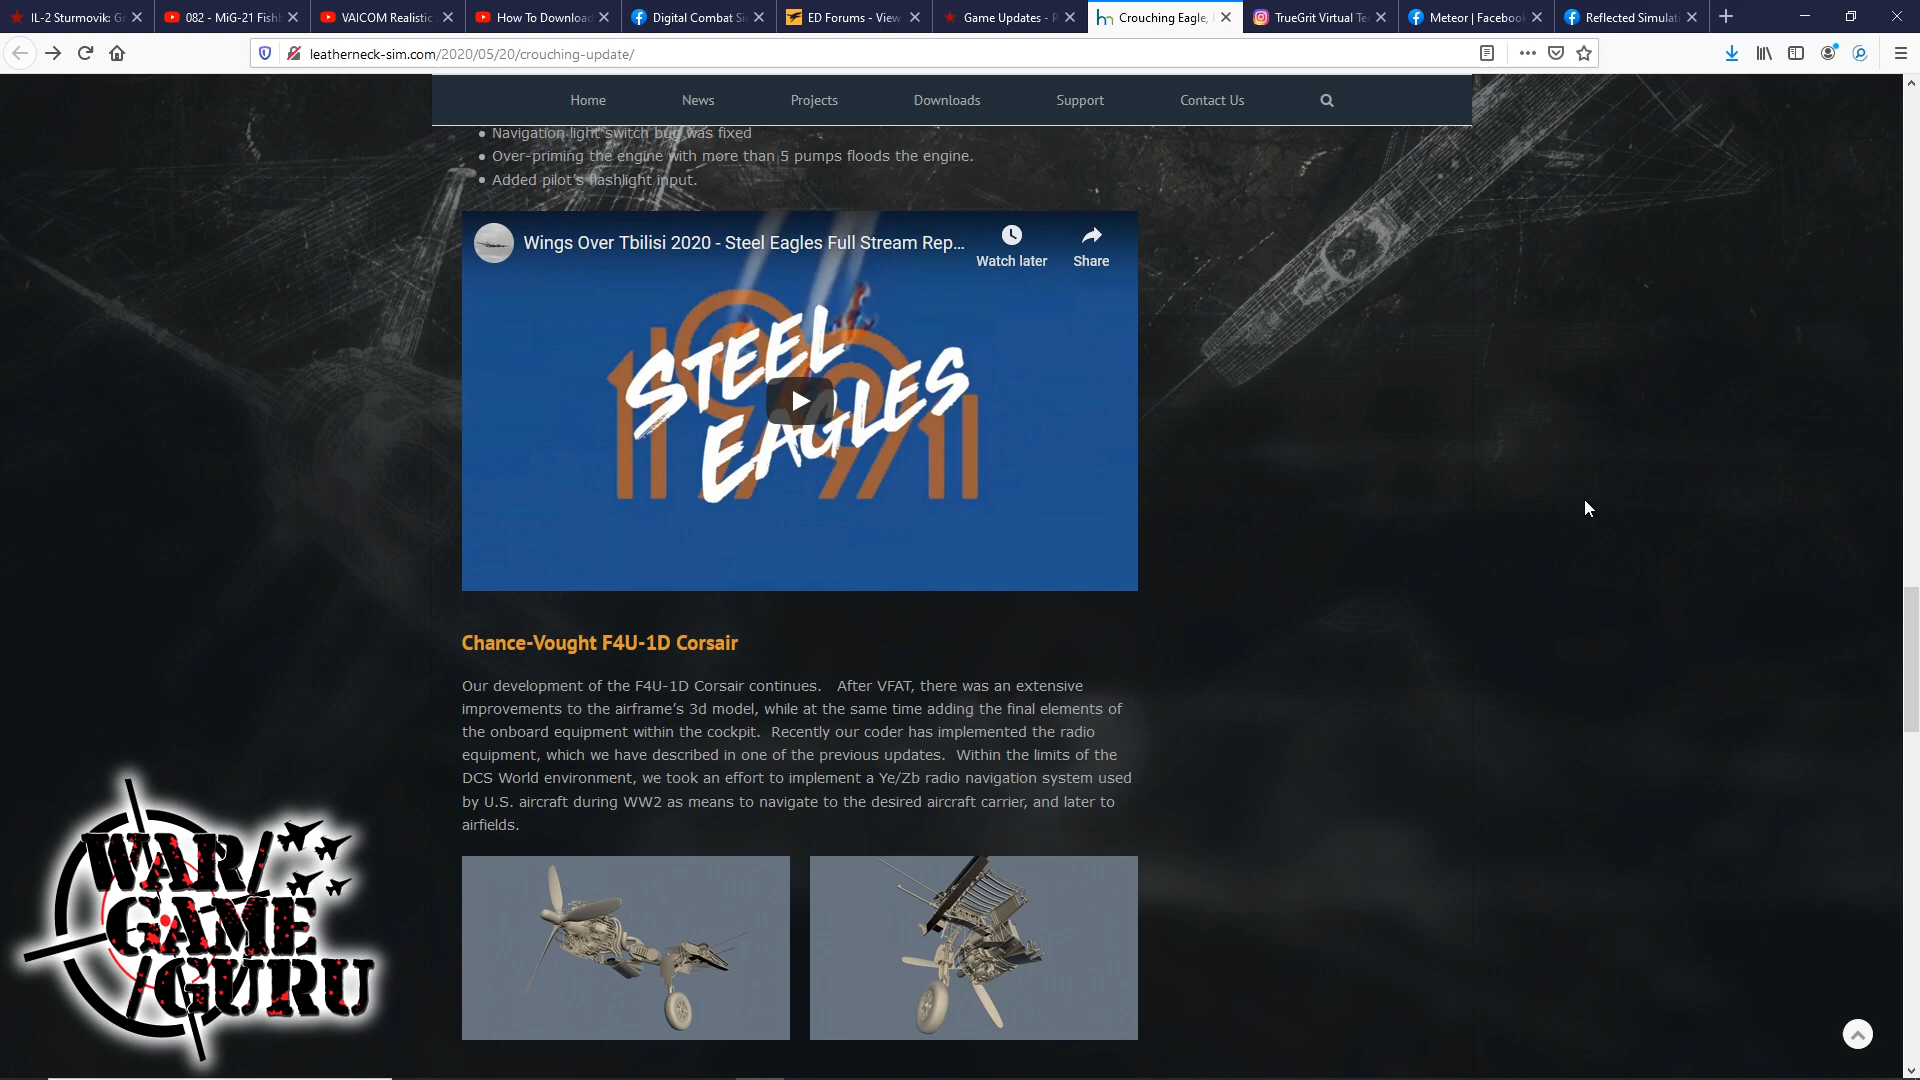 IL-2 Sturmovik: Gr
082 - MiG-21 Fishb
VAICOM Realistic
How To Download
Digital Combat Si
ED Forums - View
Game Updates - P
Crouching Eagle,
TrueGrit Virtual Te
Meteor | Facebook
Reflected Simulati
leatherneck-sim.com/2020/05/20/crouching-update/
Home News Projects Downloads Support Contact Us
Navigation light switch bug was fixed
Over-priming the engine with more than 5 pumps floods the engine.
Added pilot's flashlight input.
Wings Over Tbilisi 2020 - Steel Eagles Full Stream Rep...
Watch later
Share
STEEL
EAGLES
Chance-Vought F4U-1D Corsair
Our development of the F4U-1D Corsair continues. After VFAT, there was an extensive
improvements to the airframe's 3d model, while at the same time adding the final elements of
the onboard equipment within the cockpit. Recently our coder has implemented the radio
equipment, which we have described in one of the previous updates. Within the limits of the
DCS World environment, we took an effort to implement a Ye/Zb radio navigation system used
by U.S. aircraft during WW2 as means to navigate to the desired aircraft carrier, and later to
airfields.
WAR/
GAME
/GURU